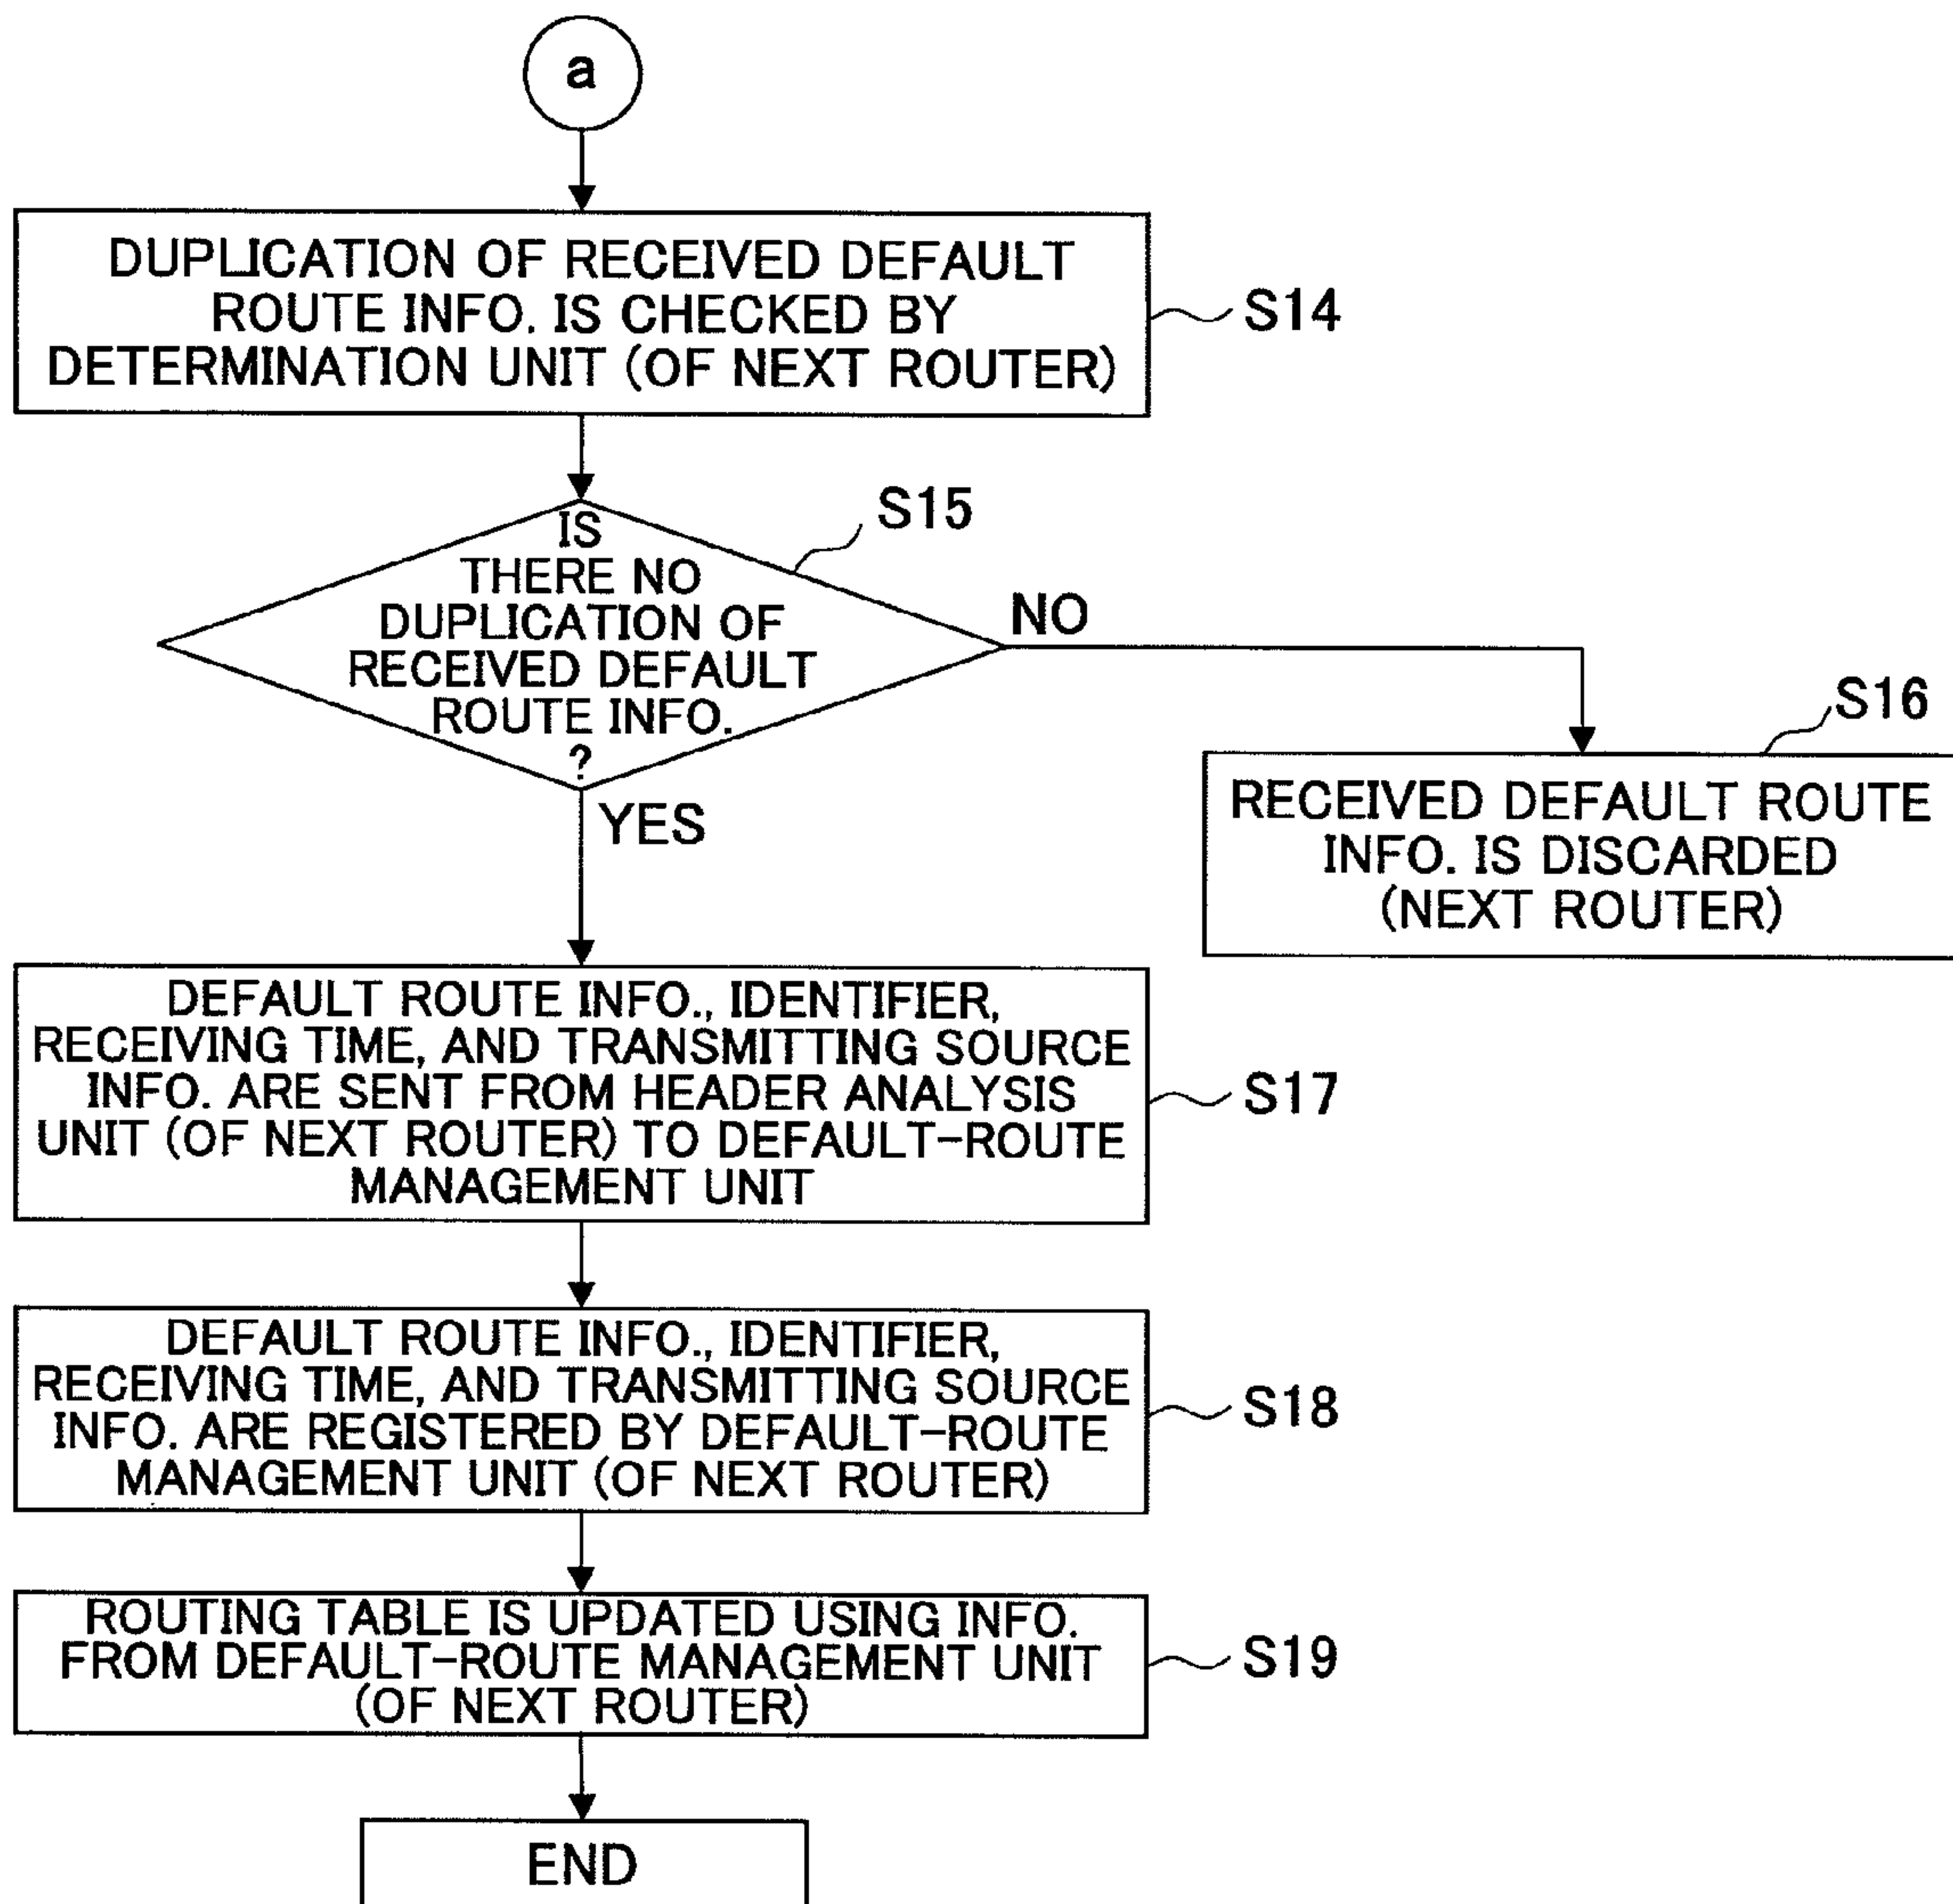 a
DUPLICATION OF RECEIVED DEFAULT
ROUTE INFO. IS CHECKED BY
DETERMINATION UNIT (OF NEXT ROUTER)
S14
S15
IS
THERE NO
DUPLICATION OF
RECEIVED DEFAULT
ROUTE INFO.
?
NO
YES
S16
RECEIVED DEFAULT ROUTE
INFO. IS DISCARDED
(NEXT ROUTER)
DEFAULT ROUTE INFO., IDENTIFIER,
RECEIVING TIME, AND TRANSMITTING SOURCE
INFO. ARE SENT FROM HEADER ANALYSIS
UNIT (OF NEXT ROUTER) TO DEFAULT-ROUTE
MANAGEMENT UNIT
S17
DEFAULT ROUTE INFO., IDENTIFIER,
RECEIVING TIME, AND TRANSMITTING SOURCE
INFO. ARE REGISTERED BY DEFAULT-ROUTE
MANAGEMENT UNIT (OF NEXT ROUTER)
S18
ROUTING TABLE IS UPDATED USING INFO.
FROM DEFAULT-ROUTE MANAGEMENT UNIT
(OF NEXT ROUTER)
S19
END